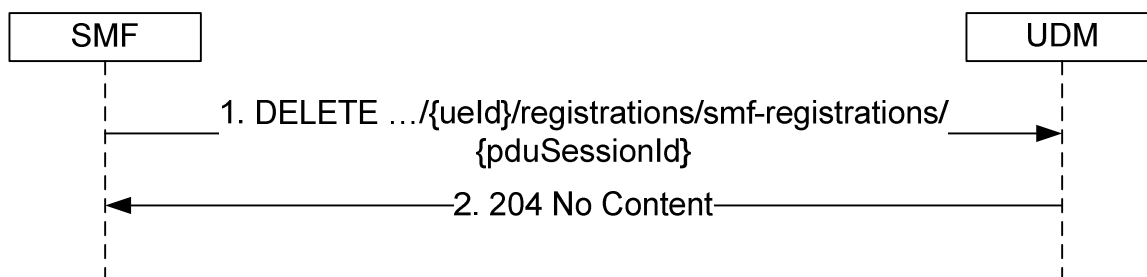 SMF
UDM
1. DELETE …/{ueId}/registrations/smf-registrations/
{pduSessionId}
2. 204 No Content